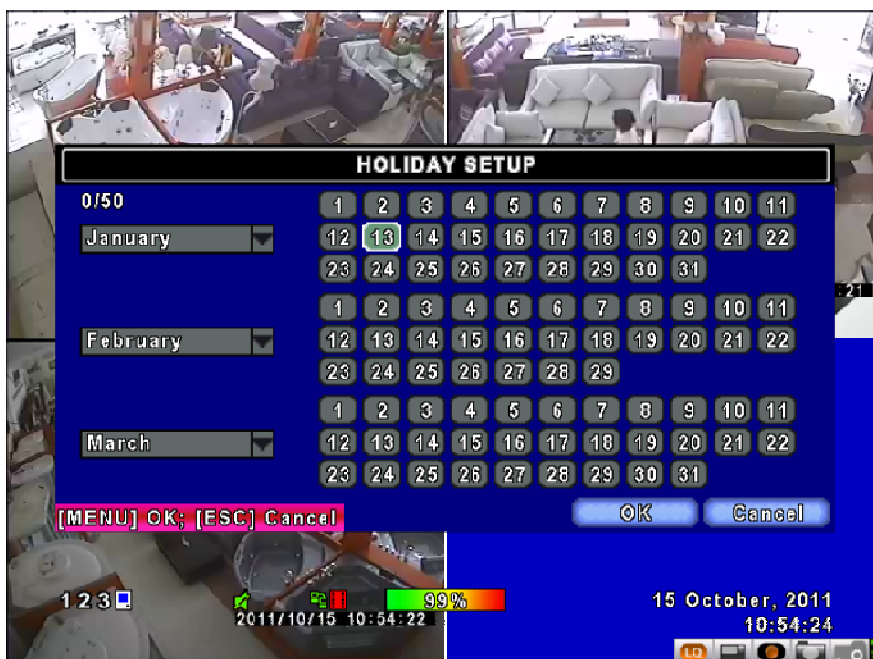 HOLIDAY SETUP
0/50
1 2 3 4 5 6 7 8 9 10 11
January
12 13 14 15 16 17 18 19 20 21 22
23 24 25 26 27 28 29 30 31
:21
1 2 3 4 5 6 7 8 9 10 11
February
12 13 14 15 16 17 18 19 20 21 22
23 24 25 26 27 28 29
1 2 3 4 5 6 7 8 9 10 11
March
12 13 14 15 16 17 18 19 20 21 22
23 24 25 26 27 28 29 30 31
[MENU] OK; [ESC] Cancel
OK Cancel
1 2 3
99%
15 October, 2011
2011/10/15 10:54:22
10:54:24
LQ